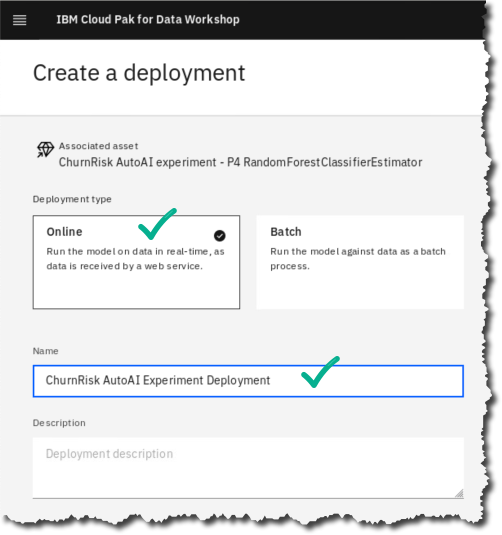 IBM Cloud Pak for Data Workshop
Create a deployment
Associated asset
ChurnRisk AutoAI experiment - P4 RandomForestClassifierEstimator
Deployment type
Online
Run the model on data in real-time, as
data is received by a web service.
Batch
Run the model against data as a batch
process.
Name
ChurnRisk AutoAI Experiment Deployment
Description
Deployment description